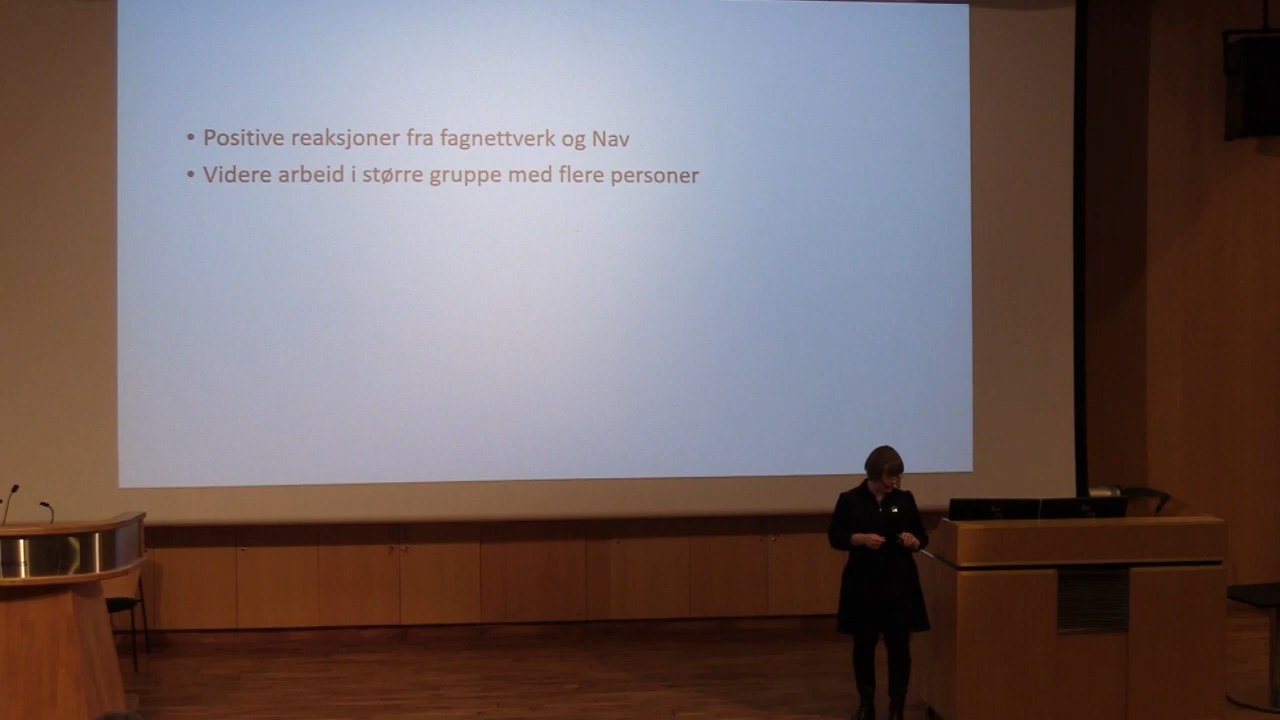 • Positive reaksjoner fra fagnettverk og Nav
• Videre arbeid i større gruppe med flere personer